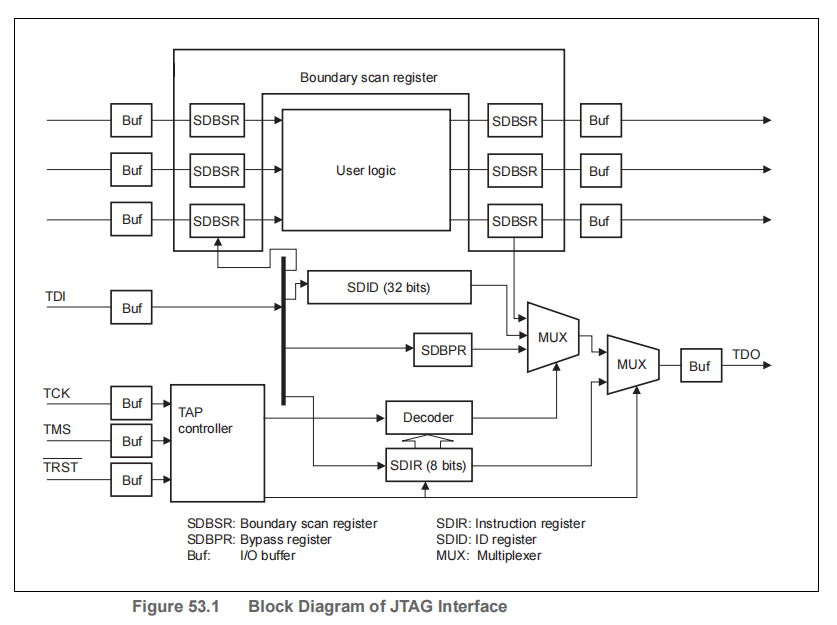 Boundary scan register
Buf SDBSR SDBSR Buf
Buf SDBSR User logic SDBSR Buf
Buf SDBSR SDBSR Buf
TDI
Buf
SDID (32 bits)
MUX
SDBPR
MUX
Buf
TDO
TCK
Buf
TMS
Buf
TRST
Buf
TAP
controller
Decoder
SDIR (8 bits)
SDBSR: Boundary scan register
SDBPR: Bypass register
Buf: I/O buffer
SDIR: Instruction register
SDID: ID register
MUX: Multiplexer
Figure 53.1 Block Diagram of JTAG Interface